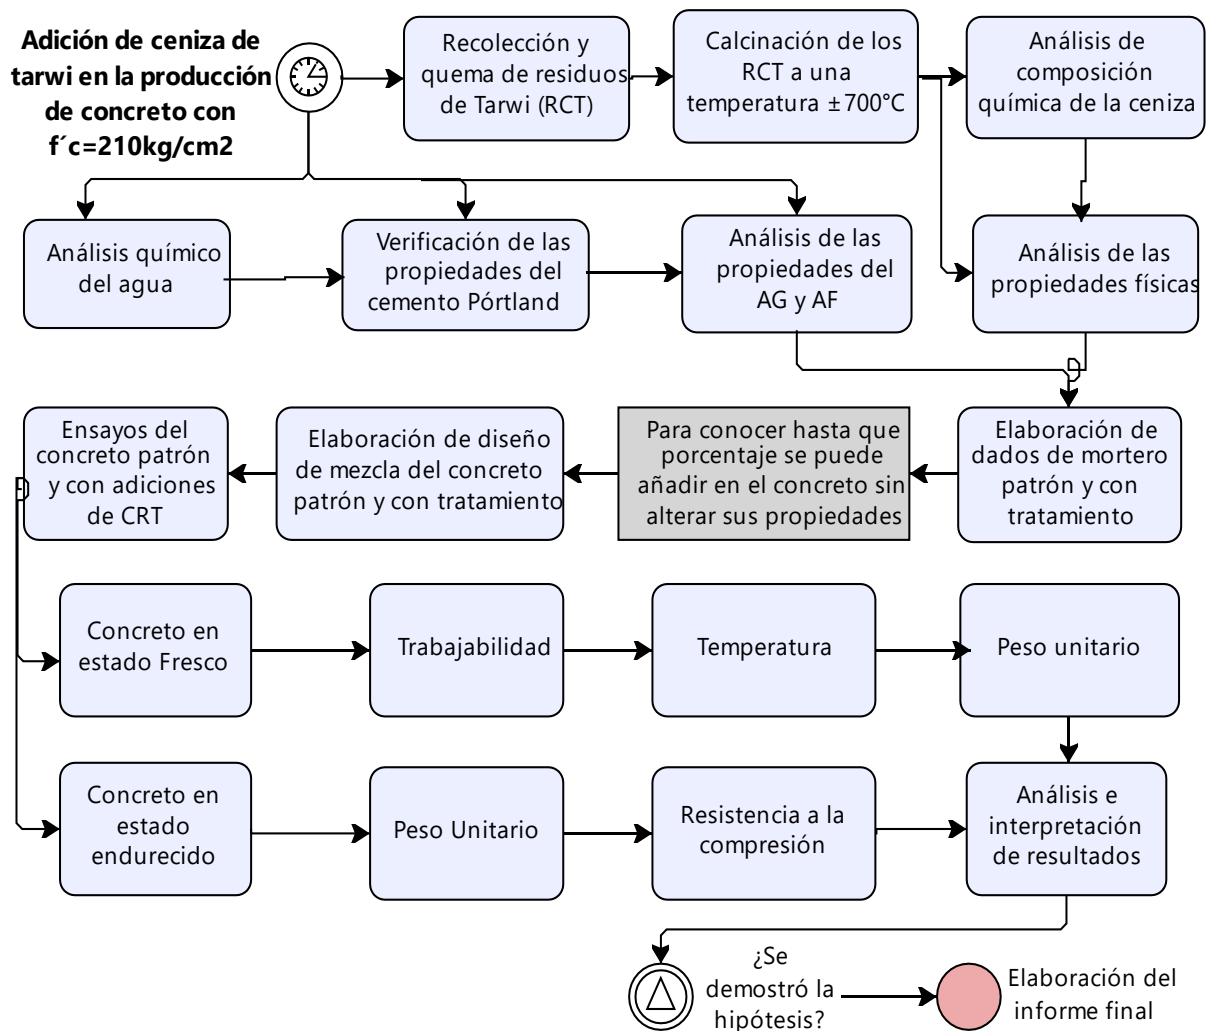 Adición de ceniza de
tarwi en la producción
de concreto con
f´c=210kg/cm2
Recolección y
quema de residuos
de Tarwi (RCT)
Calcinación de los
RCT a una
temperatura ±700°C
Análisis de
composición
química de la ceniza
Análisis químico
del agua
Verificación de las
propiedades del
cemento Pórtland
Análisis de las
propiedades del
AG y AF
Análisis de las
propiedades físicas
Ensayos del
concreto patrón
y con adiciones
de CRT
Elaboración de diseño
de mezcla del concreto
patrón y con tratamiento
Para conocer hasta que
porcentaje se puede
añadir en el concreto sin
alterar sus propiedades
Elaboración de
dados de mortero
patrón y con
tratamiento
Concreto en
estado Fresco
Trabajabilidad
Temperatura
Peso unitario
Concreto en
estado
endurecido
Peso Unitario
Resistencia a la
compresión
Análisis e
interpretación
de resultados
¿Se
demostró la
hipótesis?
Elaboración del
informe final